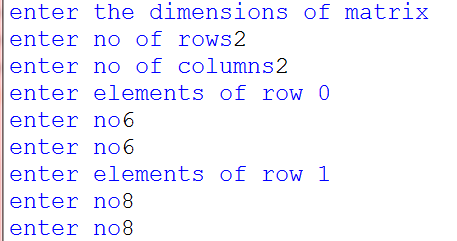 enter the dimensions of matrix
enter no of rows2
enter no of columns2
enter elements of row 0
enter no6
enter no6
enter elements of row 1
enter no8
enter no8